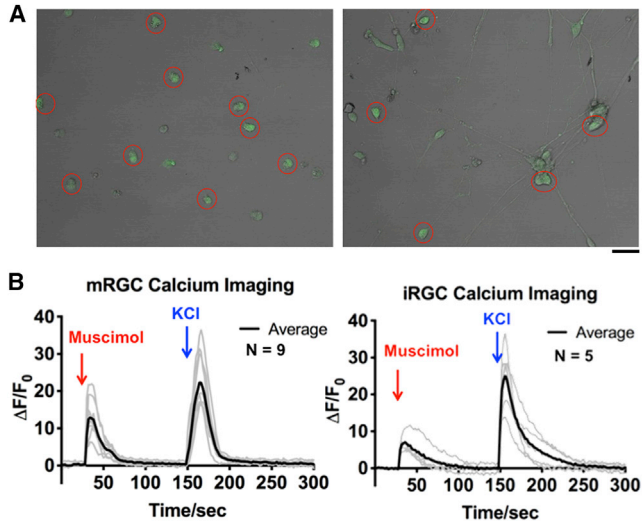 A
B
mRGC Calcium Imaging
ΔF/F0
40
30
20
10
0
Muscimol
KCl
Average
N = 9
50
100
150
200
250
300
Time/sec
iRGC Calcium Imaging
ΔF/F0
40
30
20
10
0
Muscimol
KCl
Average
N = 5
50
100
150
200
250
300
Time/sec